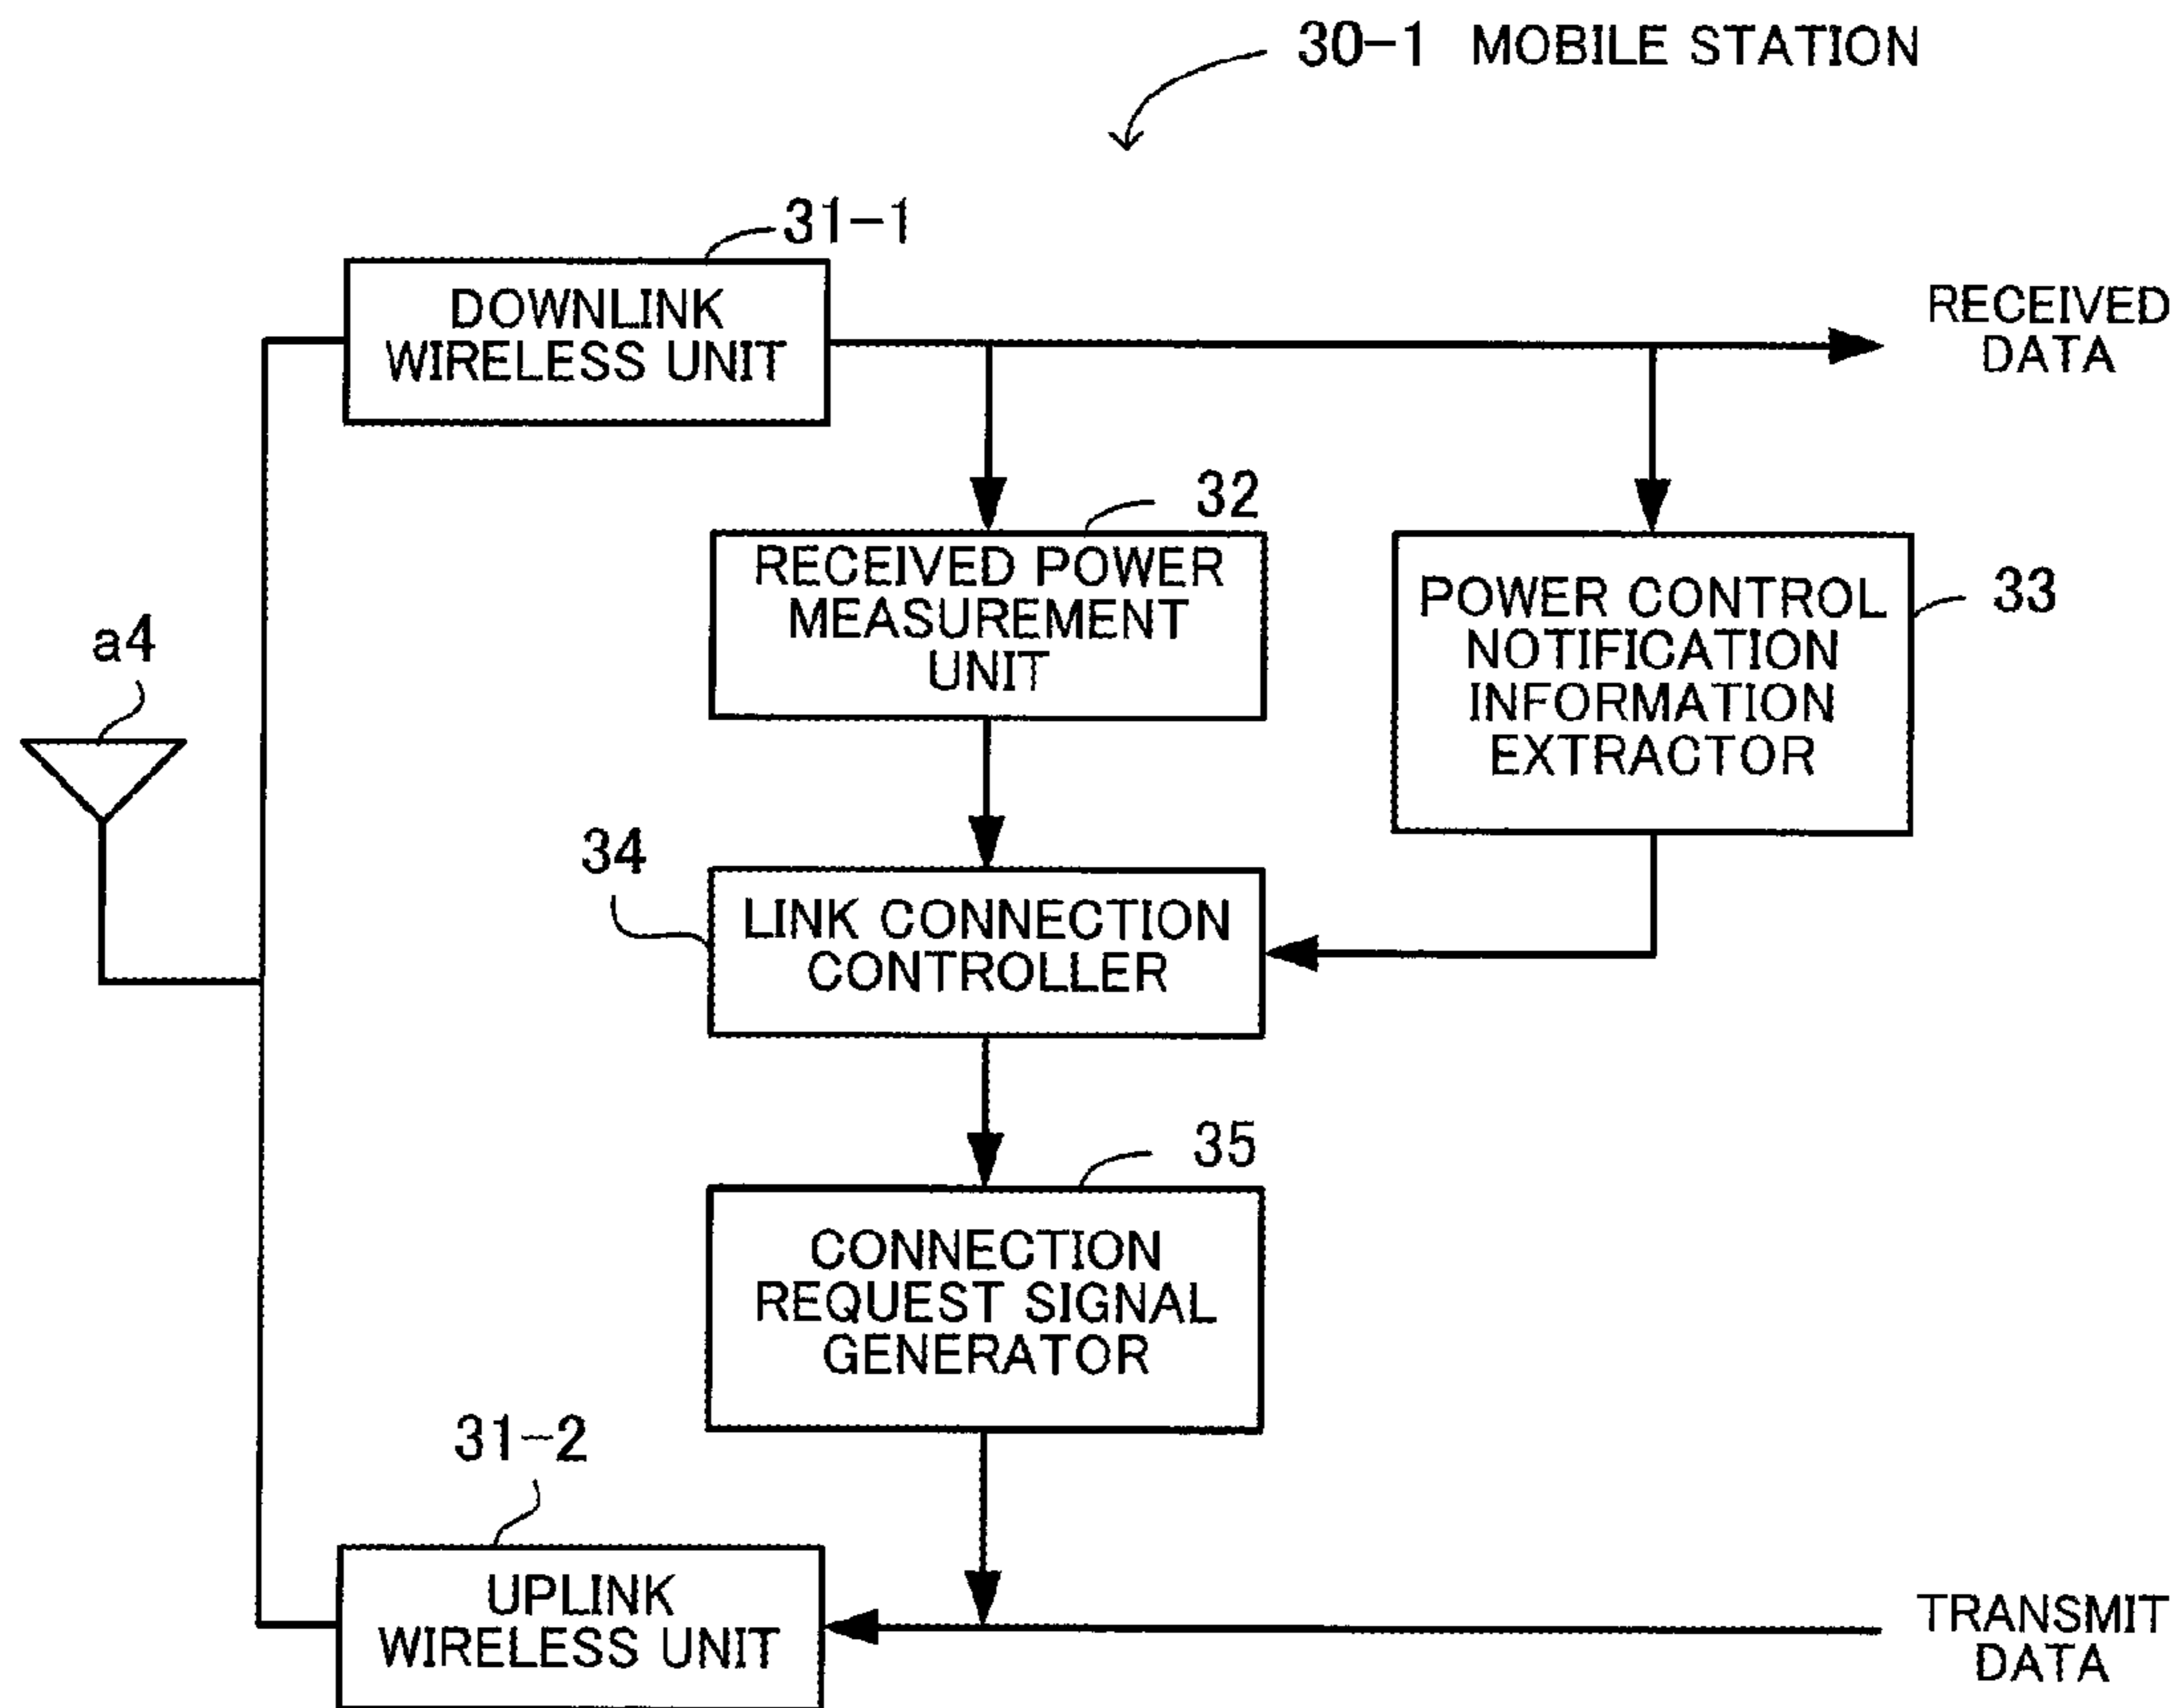 30-1 MOBILE STATION
31-1
DOWNLINK
WIRELESS UNIT
RECEIVED
DATA
32
RECEIVED POWER
MEASUREMENT
UNIT
33
POWER CONTROL
NOTIFICATION
INFORMATION
EXTRACTOR
a4
34
LINK CONNECTION
CONTROLLER
35
CONNECTION
REQUEST SIGNAL
GENERATOR
31-2
UPLINK
WIRELESS UNIT
TRANSMIT
DATA